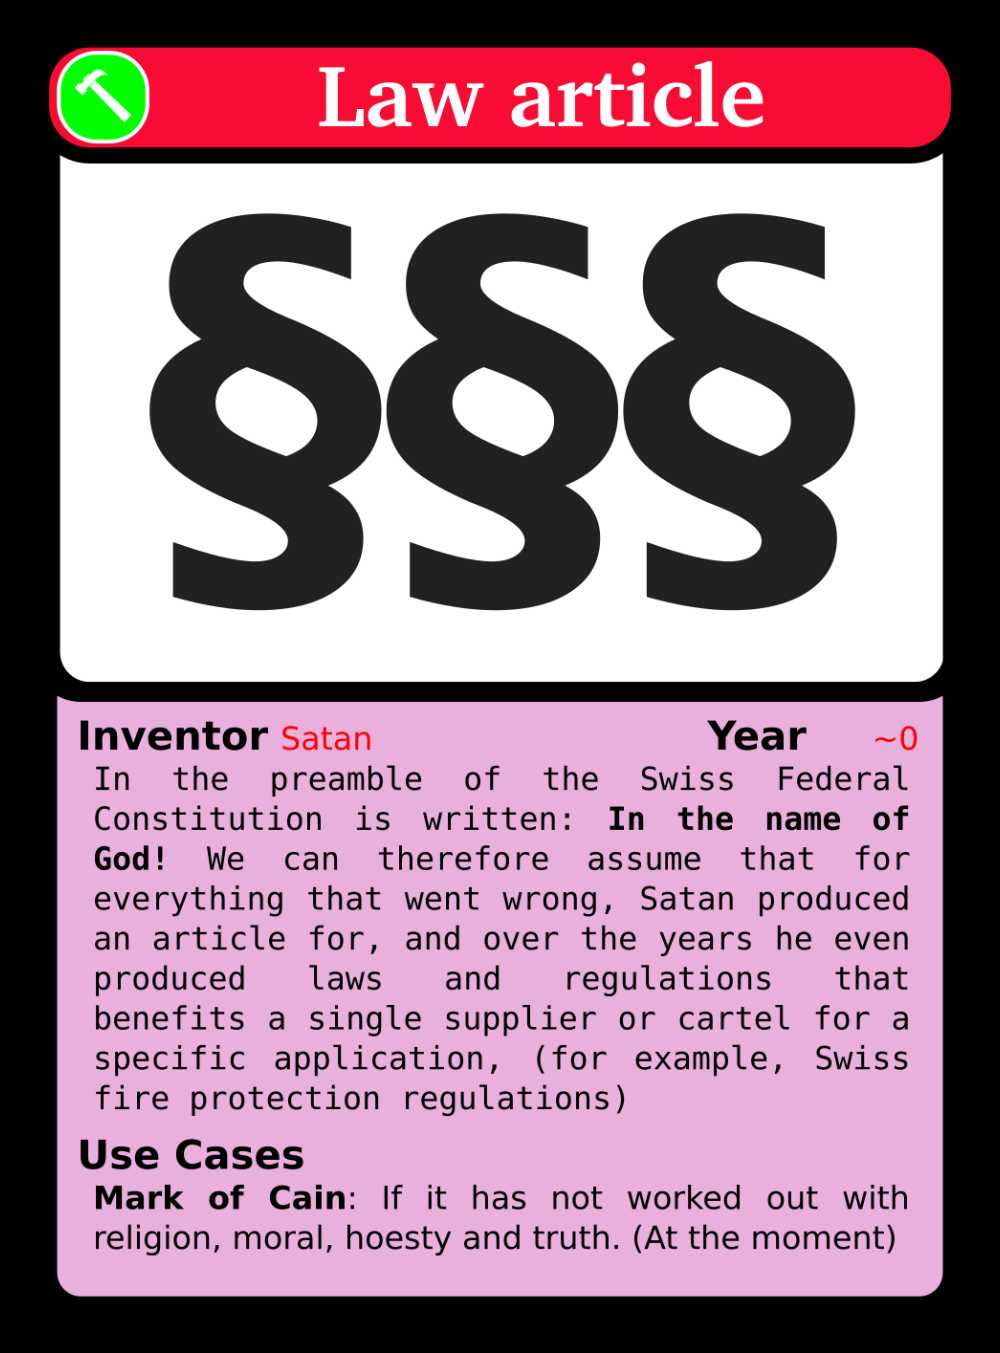 Law article
§§§
Inventor Satan Year ~0
In the preamble of the Swiss Federal
Constitution is written: In the name of
God! We can therefore assume that for
everything that went wrong, Satan produced
an article for, and over the years he even
produced laws and regulations that
benefits a single supplier or cartel for a
specific application, (for example, Swiss
fire protection regulations)
Use Cases
Mark of Cain: If it has not worked out with
religion, moral, hoesty and truth. (At the moment)